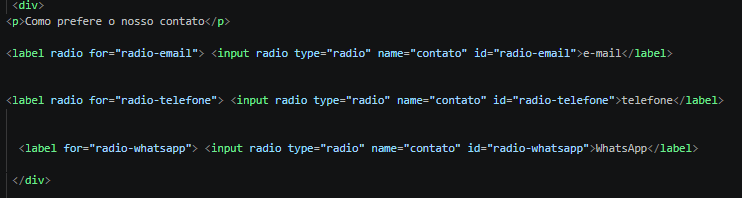 <div>
<p>Como prefere o nosso contato</p>
<label radio for="radio-email"> <input radio type="radio" name="contato" id="radio-email">e-mail</label>
<label radio for="radio-telefone"> <input radio type="radio" name="contato" id="radio-telefone">telefone</label>
<label for="radio-whatsapp"> <input radio type="radio" name="contato" id="radio-whatsapp">WhatsApp</label>
</div>